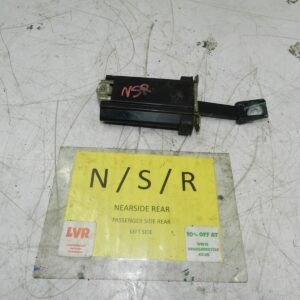 NSR
N / S / R
NEARSIDE REAR
PASSENGER SIDE REAR
LEFT SIDE
LVR
10% OFF AT